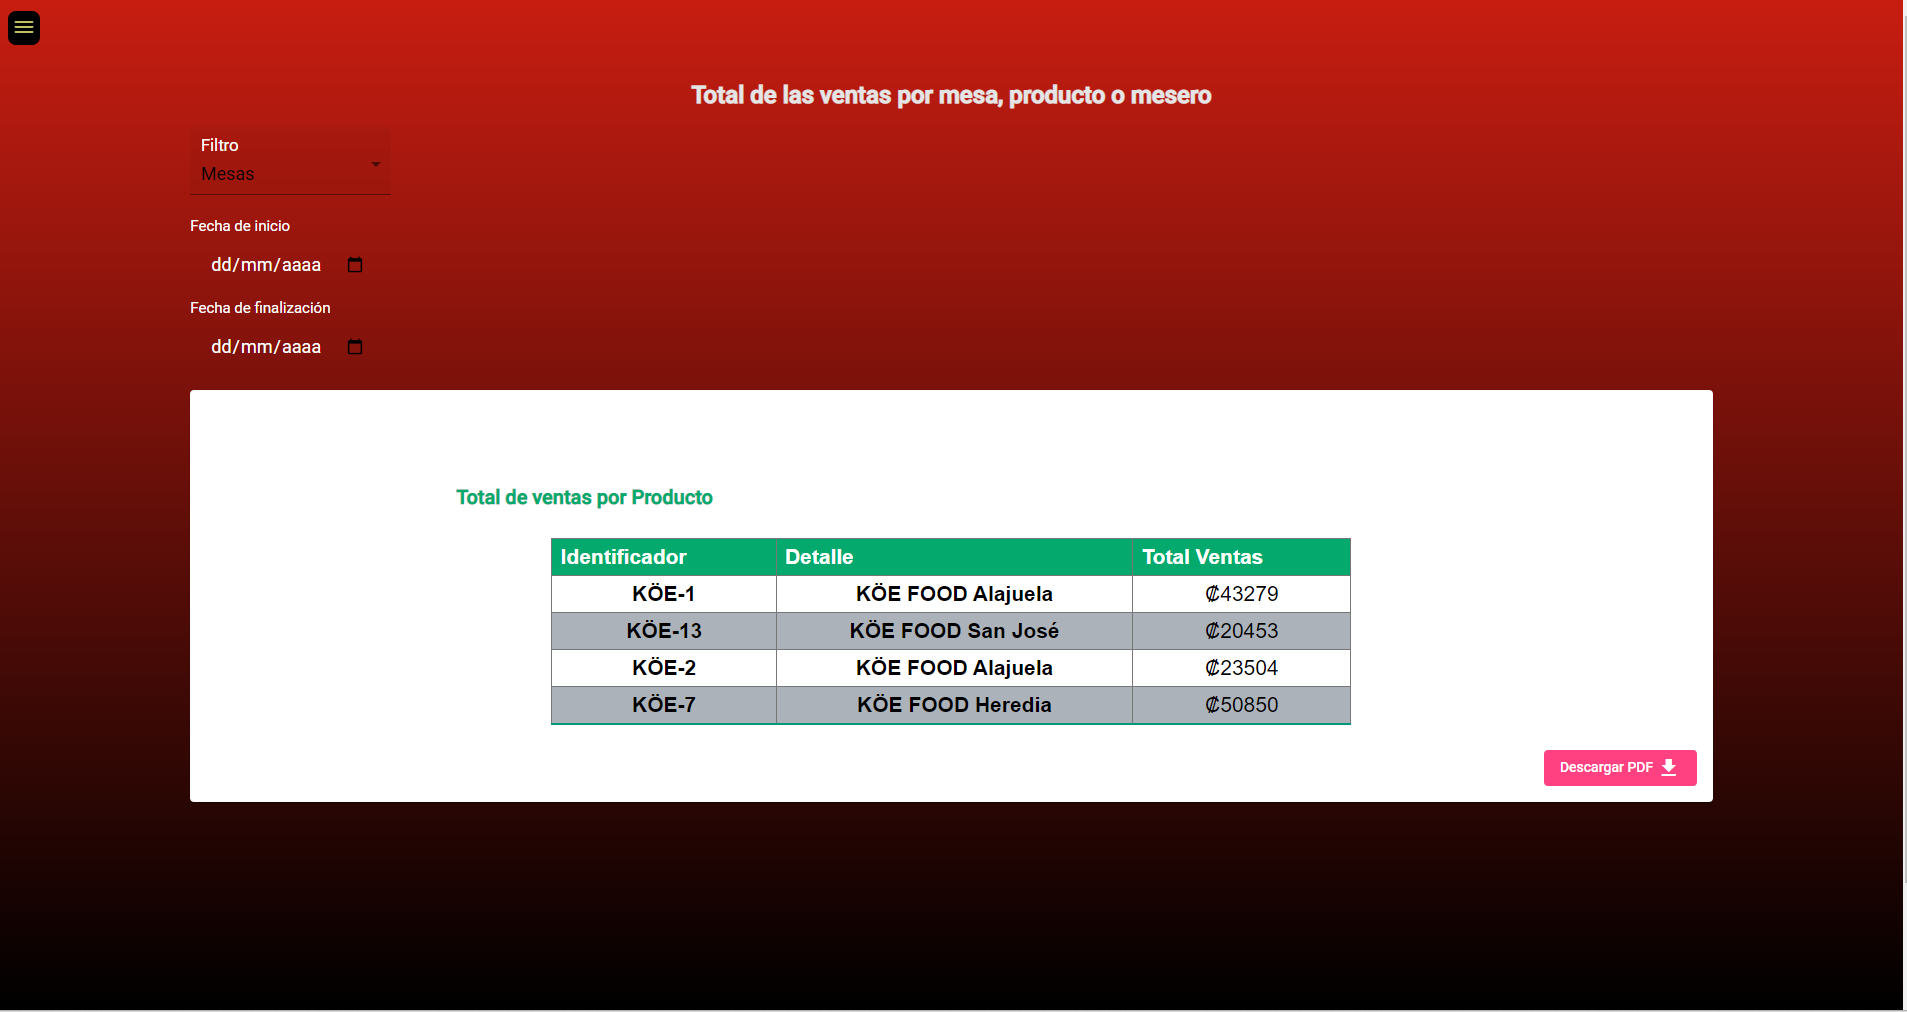 Total de las ventas por mesa, producto o mesero
Filtro
Mesas
Fecha de inicio
dd/mm/aaaa
Fecha de finalización
dd/mm/aaaa
Total de ventas por Producto
Identificador Detalle Total Ventas
KÖE-1 KÖE FOOD Alajuela ₡43279
KÖE-13 KÖE FOOD San José ₡20453
KÖE-2 KÖE FOOD Alajuela ₡23504
KÖE-7 KÖE FOOD Heredia ₡50850
Descargar PDF